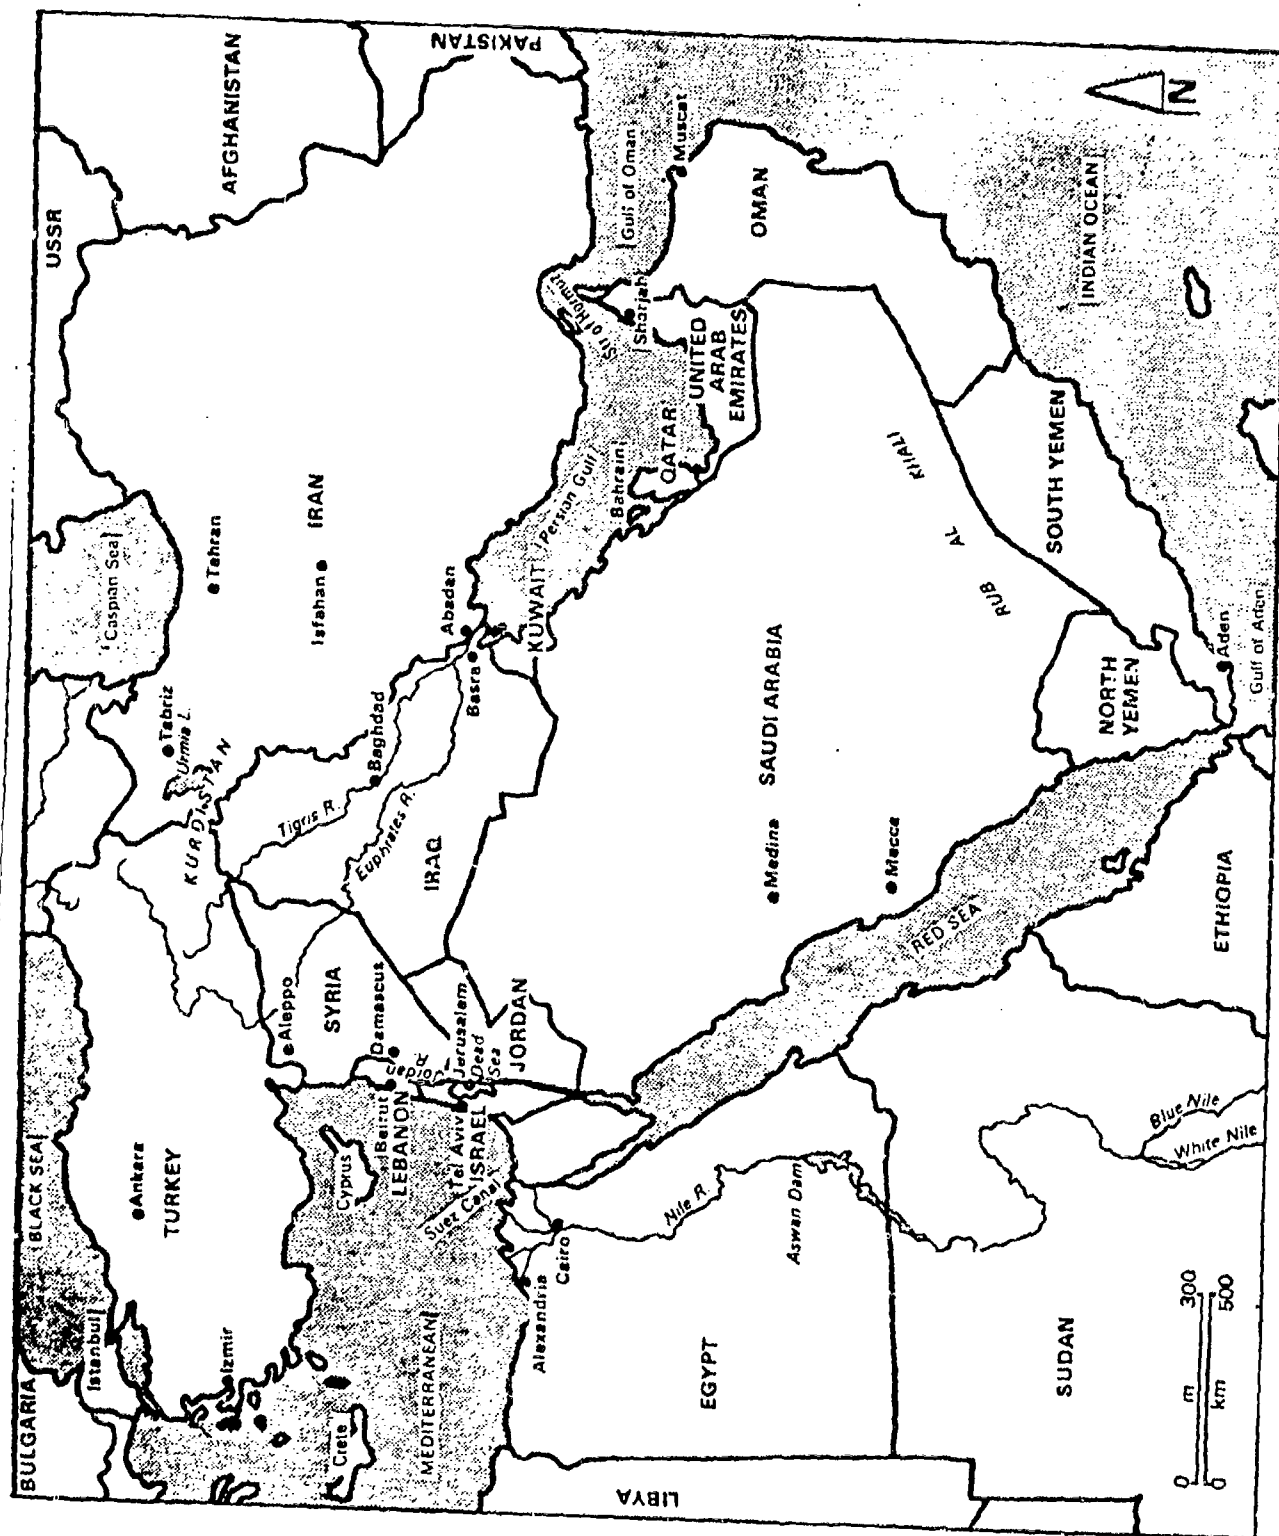 BULGARIA
BLACK SEA
USSR
Istanbul
Caspian Sea
AFGHANISTAN
Ankara
TURKEY
Tabriz
Urmia L.
KURDISTAN
Tahran
Izmir
Aleppo
Tigris R.
Isfahan
IRAN
Crete
Cyprus
SYRIA
Euphrates R.
Baghdad
PAKISTAN
Beirut
LEBANON
Damascus
Jordan
R.
IRAQ
Basra
Abadan
MEDITERRANEAN
Suez Canal
Tel Aviv
ISRAEL
Jerusalem
Dead
Sea
JORDAN
KUWAIT
Persian Gulf
Str of Hormuz
Gulf of Oman
Alexandria
Cairo
Bahrain
QATAR
Sharjah
UNITED
ARAB
EMIRATES
Muscat
LIBYA
EGYPT
Nile R.
Aswan Dam
Medina
SAUDI ARABIA
OMAN
Mecca
RED SEA
RUB AL KHALI
SUDAN
NORTH
YEMEN
SOUTH YEMEN
INDIAN OCEAN
Blue Nile
White Nile
ETHIOPIA
Aden
Gulf of Aden
N
0 m 300
0 km 500